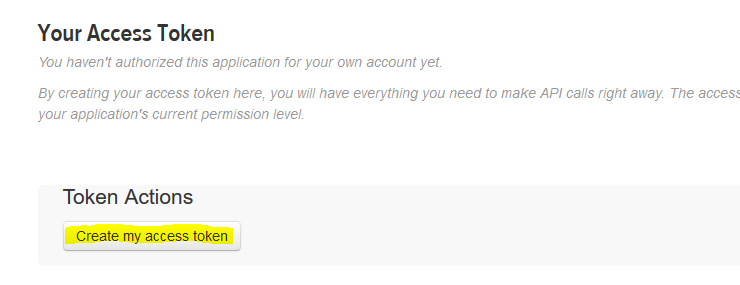 Your Access Token
You haven't authorized this application for your own account yet.
By creating your access token here, you will have everything you need to make API calls right away. The access
your application's current permission level.
Token Actions
Create my access token